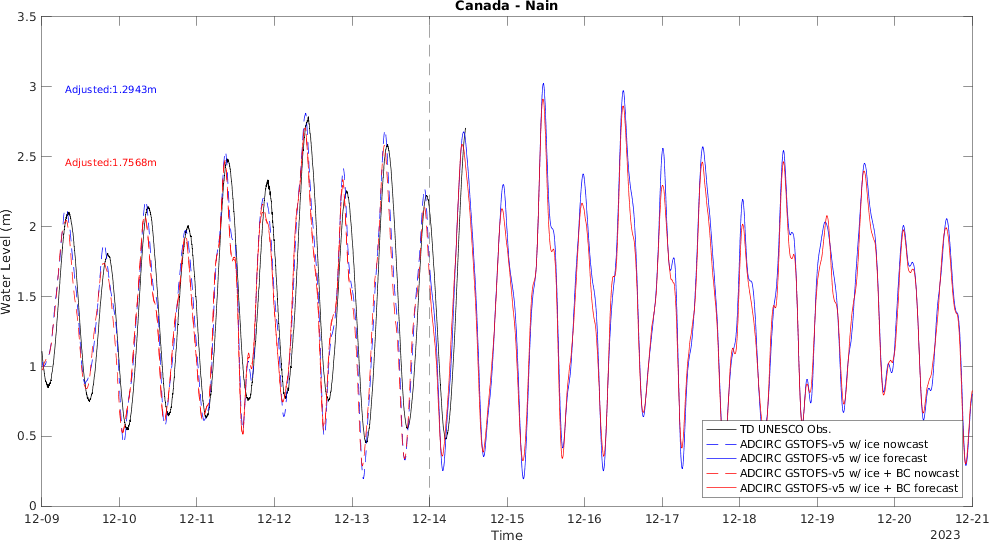 Canada - Nain
3.5
3
2.5
2
1.5
1
0.5
0
Water Level (m)
Adjusted:1.2943m
Adjusted:1.7568m
TD UNESCO Obs.
ADCIRC GSTOFS-v5 w/ ice nowcast
ADCIRC GSTOFS-v5 w/ ice forecast
ADCIRC GSTOFS-v5 w/ ice + BC nowcast
ADCIRC GSTOFS-v5 w/ ice + BC forecast
12-09 12-10 12-11 12-12 12-13 12-14 12-15 12-16 12-17 12-18 12-19 12-20 12-21
Time
2023